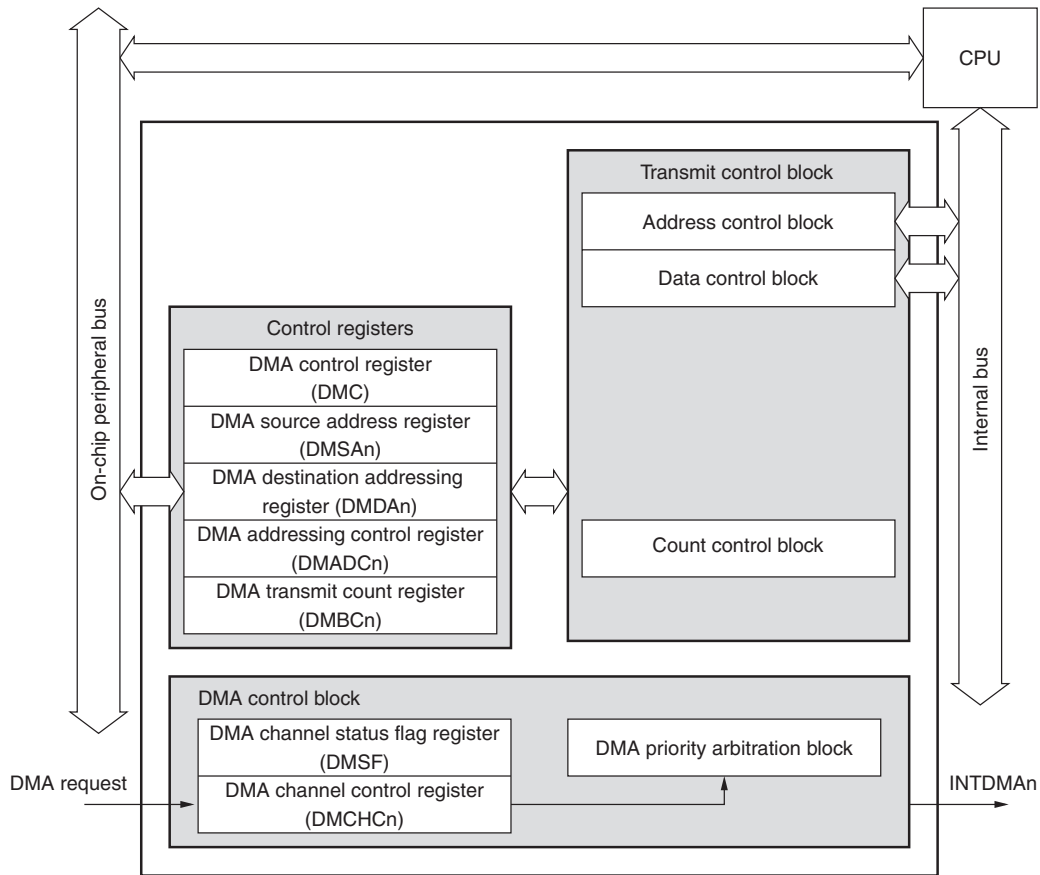 CPU
On-chip peripheral bus
Internal bus
Transmit control block
Address control block
Data control block
Count control block
Control registers
DMA control register
(DMC)
DMA source address register
(DMSAn)
DMA destination addressing
register (DMDAn)
DMA addressing control register
(DMADCn)
DMA transmit count register
(DMBCn)
DMA control block
DMA channel status flag register
(DMSF)
DMA channel control register
(DMCHCn)
DMA priority arbitration block
DMA request
INTDMAn